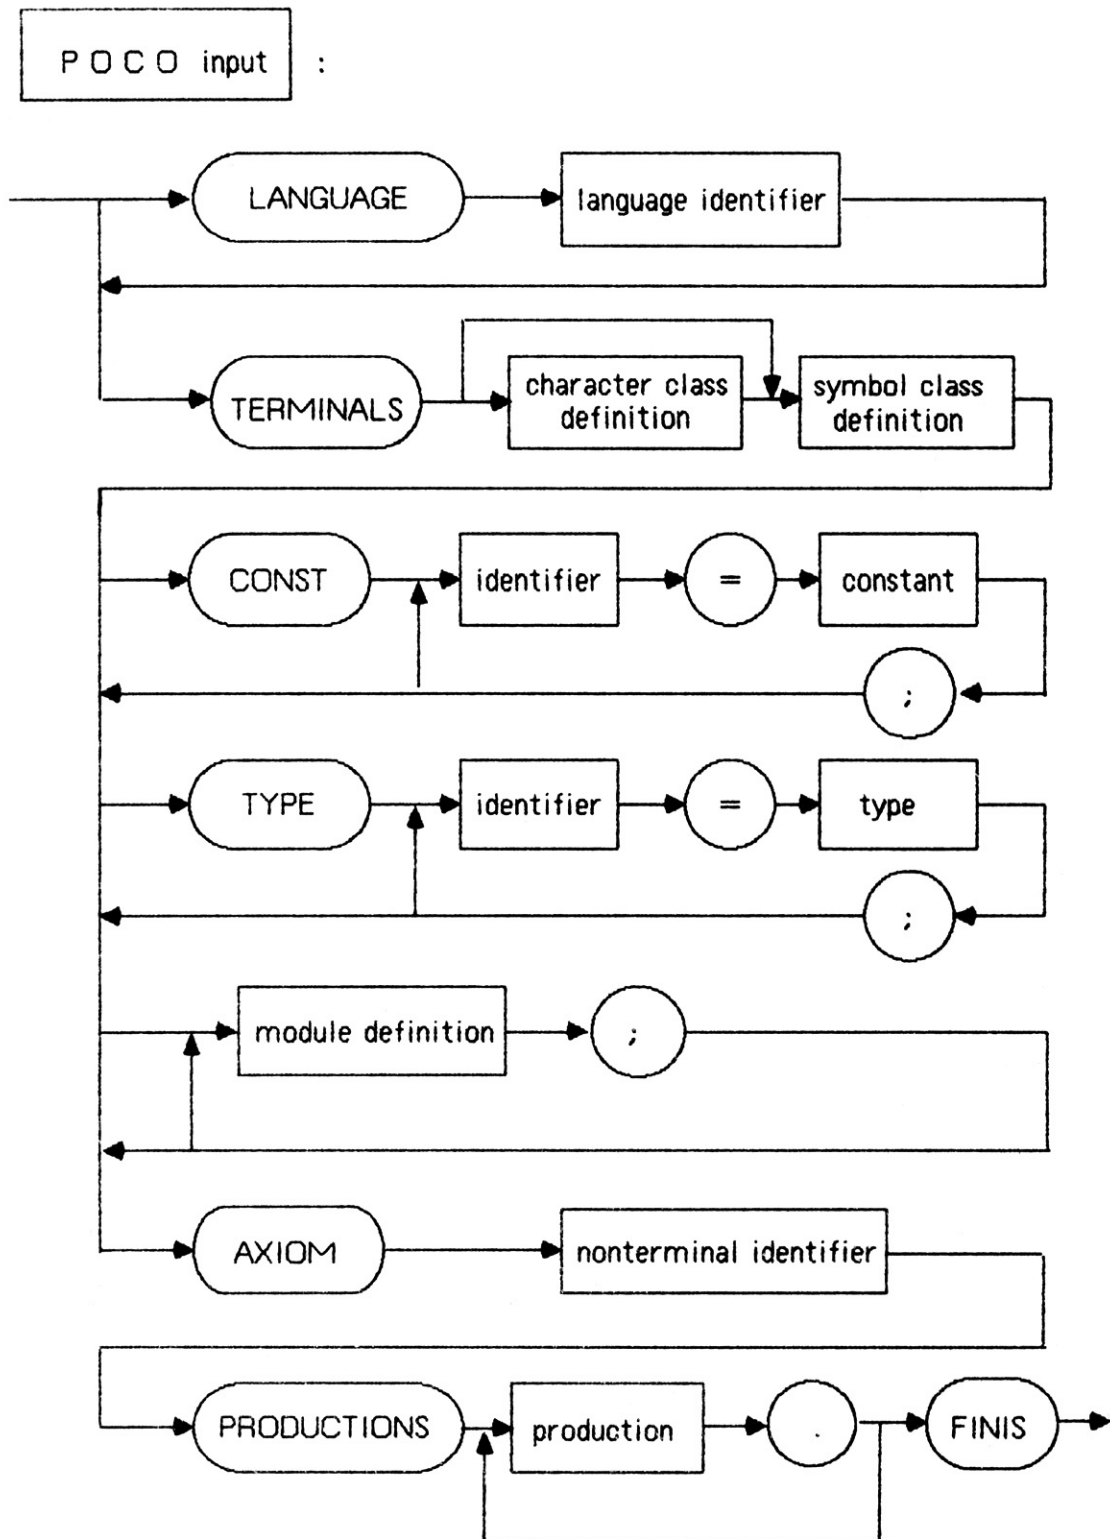 POCO input :
LANGUAGE language identifier
TERMINALS character class definition symbol class definition
CONST identifier = constant
;
TYPE identifier = type
;
module definition ;
AXIOM nonterminal identifier
PRODUCTIONS production . FINIS